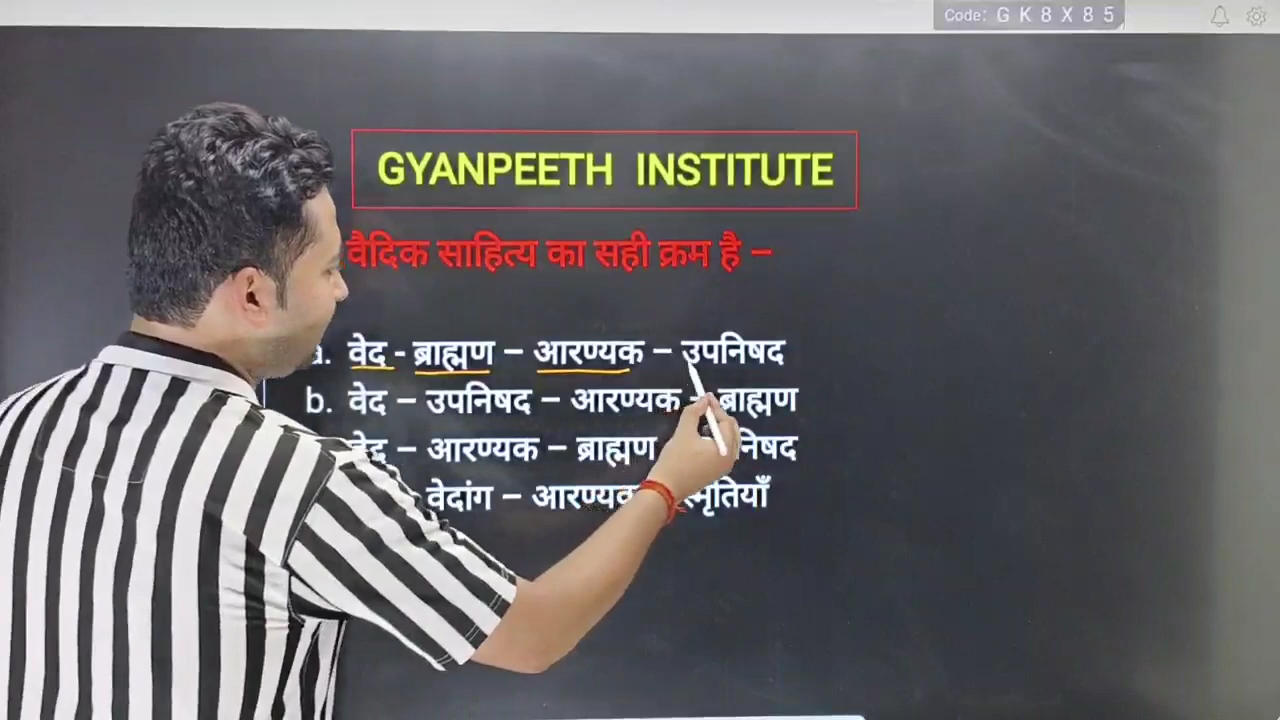 Code: G K 8 X 8 5
GYANPEETH INSTITUTE
वैदिक साहित्य का सही क्रम है –
a. वेद - ब्राह्मण – आरण्यक – उपनिषद
b. वेद – उपनिषद – आरण्यक – ब्राह्मण
वेद – आरण्यक – ब्राह्मण
वेदांग – आरण्यक स्मृतियाँ